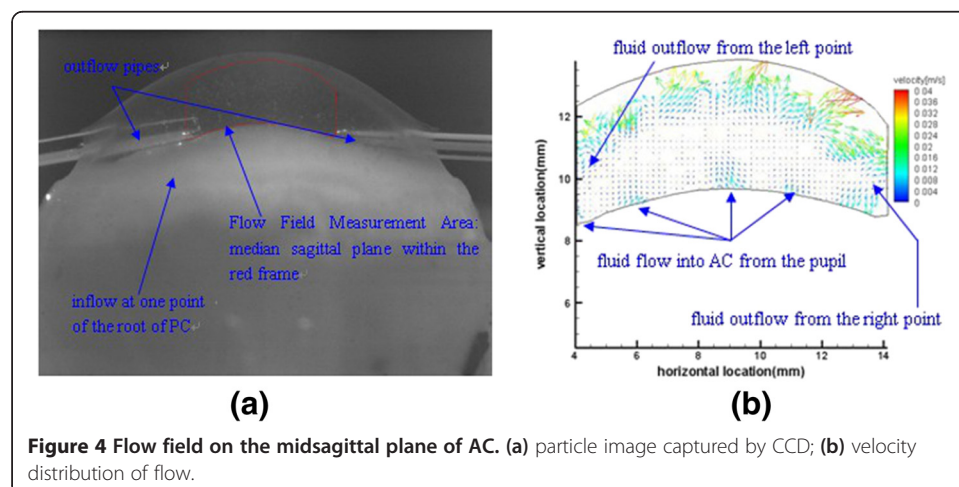 outflow pipes↵
Flow Field Measurement Area:
median sagittal plane within the
red frame↵
inflow at one point
of the root of PC↵
(a)
fluid outflow from the left point
velocity[m/s]
0.04
0.036
0.032
0.028
0.024
0.02
0.016
0.012
0.008
0.004
0
12
10
8
6
vertical location(mm)
fluid flow into AC from the pupil
fluid outflow from the right point
4 6 8 10 12 14
horizontal location(mm)
(b)
Figure 4 Flow field on the midsagittal plane of AC. (a) particle image captured by CCD; (b) velocity
distribution of flow.